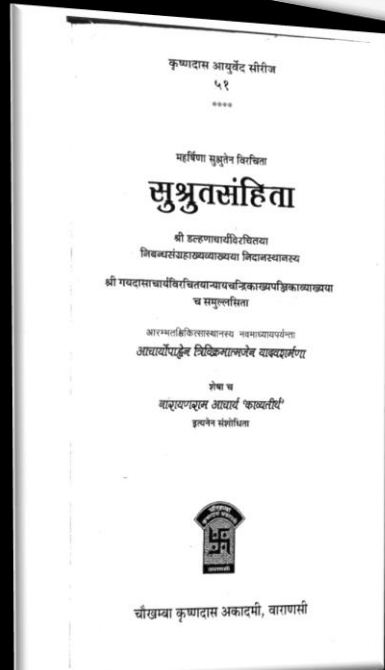 कृष्णदास आयुर्वेद सीरीज
५१
****
महर्षिणा सुश्रुतेन विरचिता
सुश्रुतसंहिता
श्री डल्हणाचार्यविरचितया
निबन्धसंग्रहाख्यव्याख्यया निदानस्थानस्य
श्री गयदासाचार्यविरचितयान्यायचन्द्रिकाख्यपञ्जिकाव्याख्यया
च समुल्लसिता
आरम्भतश्चिकित्सास्थानस्य नवमाध्यायपर्यन्ता
आचार्योपाह्वेन त्रिविक्रमात्मजेन यादवशर्मणा
शेषा च
नारायणराम आचार्य 'काव्यतीर्थ'
इत्यनेन संशोधिता
चौखम्बा कृष्णदास अकादमी, वाराणसी